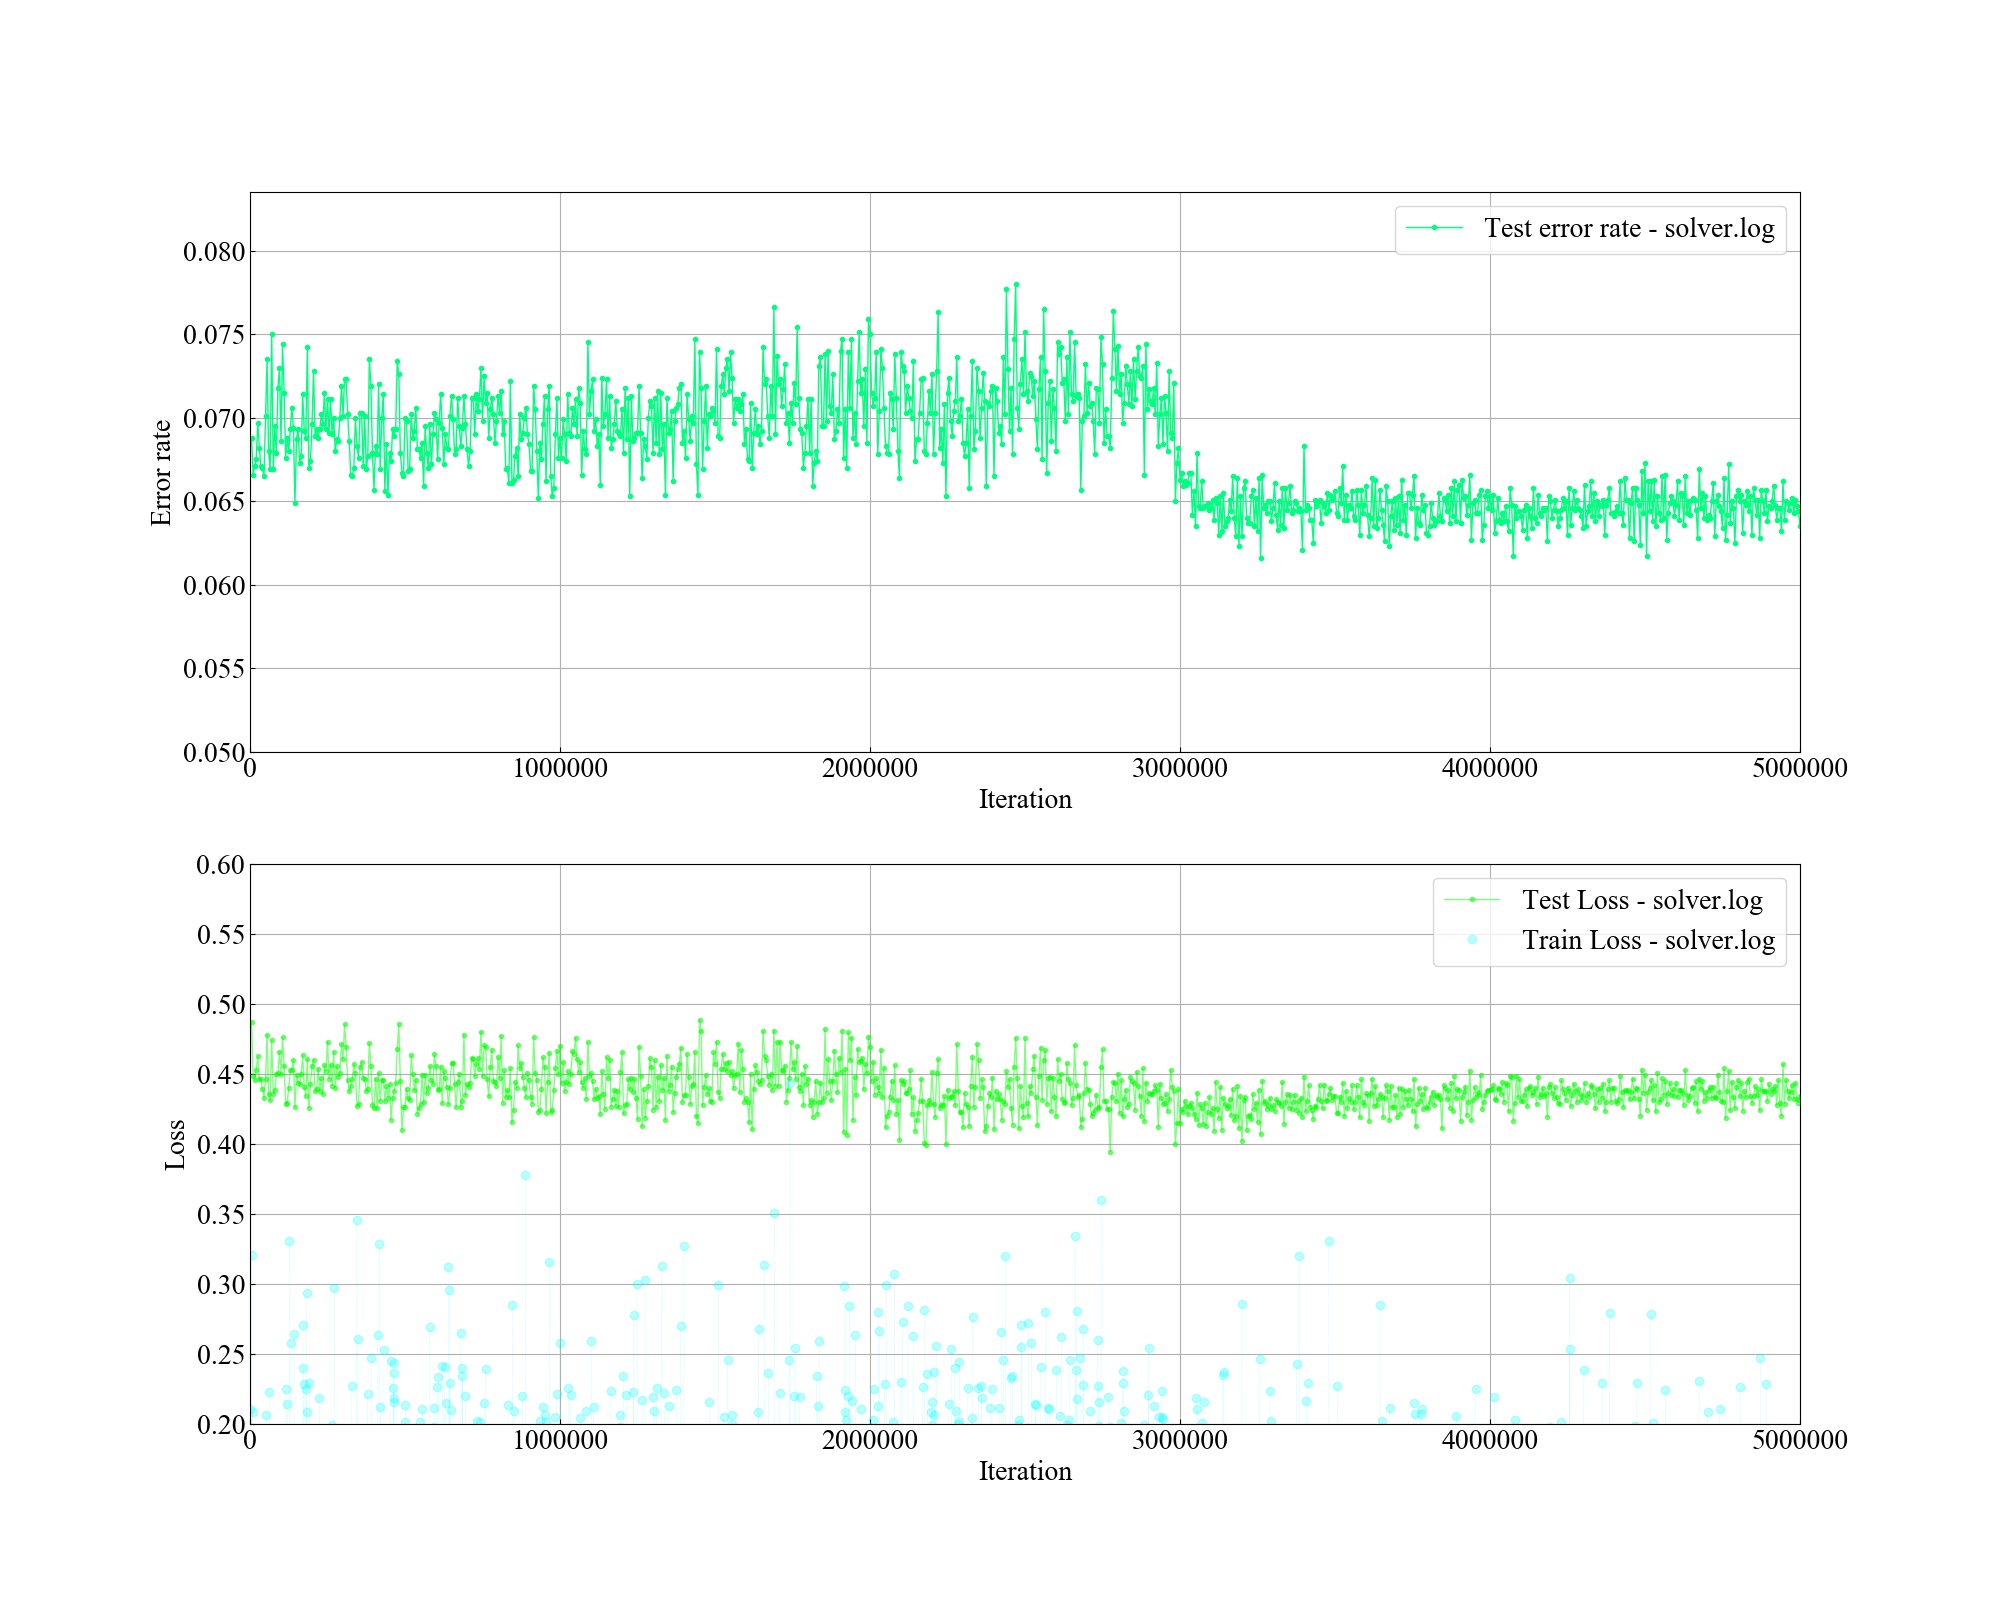 0.080
0.075
0.070
0.065
0.060
0.055
0.050
Error rate
Test error rate - solver.log
0 1000000 2000000 3000000 4000000 5000000
Iteration
0.60
0.55
0.50
0.45
0.40
0.35
0.30
0.25
0.20
Loss
Test Loss - solver.log
Train Loss - solver.log
0 1000000 2000000 3000000 4000000 5000000
Iteration